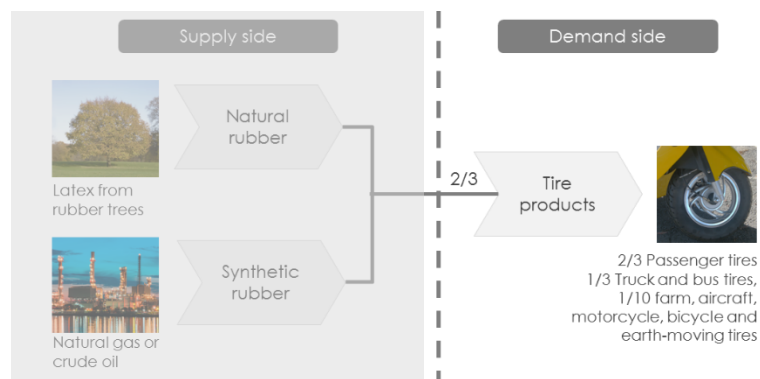 Supply side
Demand side
Natural
rubber
Latex from
rubber trees
2/3
Tire
products
Synthetic
rubber
Natural gas or
crude oil
2/3 Passenger tires
1/3 Truck and bus tires,
1/10 farm, aircraft,
motorcycle, bicycle and
earth-moving tires